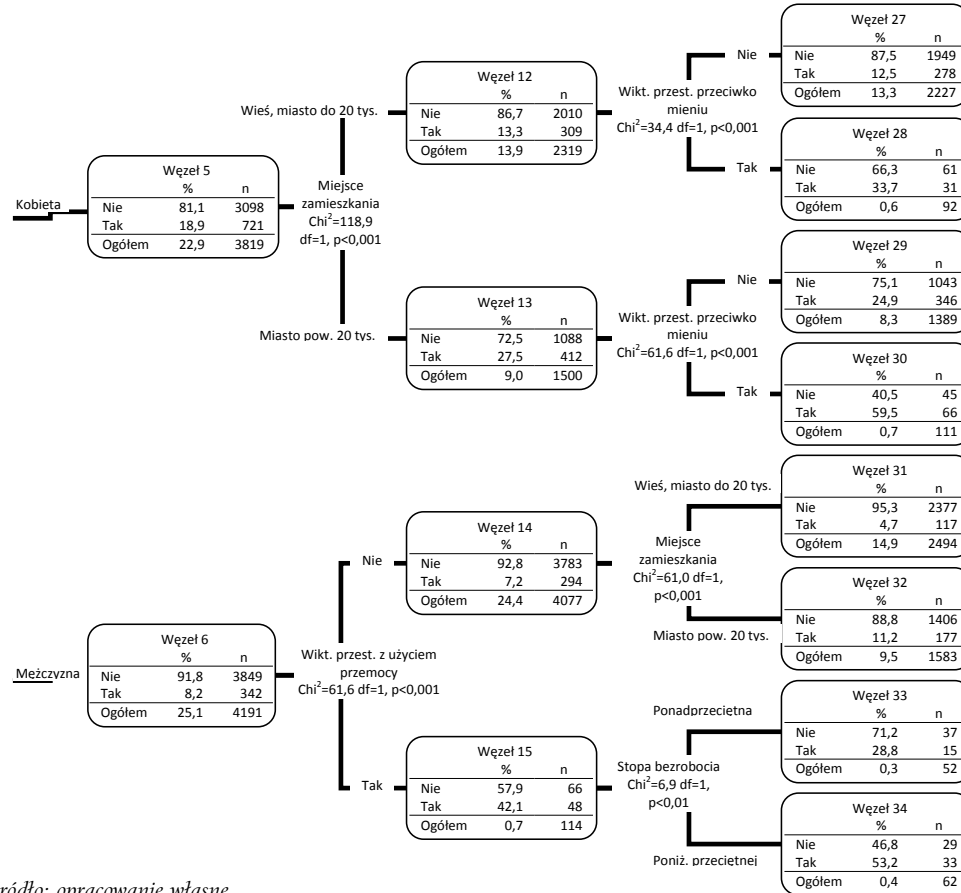 Kobieta
Węzeł 5
% n
Nie 81,1 3098
Tak 18,9 721
Ogółem 22,9 3819
Miejsce
zamieszkania
Chi²=118,9
df=1, p<0,001
Wieś, miasto do 20 tys.
Węzeł 12
% n
Nie 86,7 2010
Tak 13,3 309
Ogółem 13,9 2319
Wikt. przest. przeciwko
mieniu
Chi²=34,4 df=1, p<0,001
Nie
Węzeł 27
% n
Nie 87,5 1949
Tak 12,5 278
Ogółem 13,3 2227
Tak
Węzeł 28
% n
Nie 66,3 61
Tak 33,7 31
Ogółem 0,6 92
Miasto pow. 20 tys.
Węzeł 13
% n
Nie 72,5 1088
Tak 27,5 412
Ogółem 9,0 1500
Wikt. przest. przeciwko
mieniu
Chi²=61,6 df=1, p<0,001
Nie
Węzeł 29
% n
Nie 75,1 1043
Tak 24,9 346
Ogółem 8,3 1389
Tak
Węzeł 30
% n
Nie 40,5 45
Tak 59,5 66
Ogółem 0,7 111
Mężczyzna
Węzeł 6
% n
Nie 91,8 3849
Tak 8,2 342
Ogółem 25,1 4191
Wikt. przest. z użyciem
przemocy
Chi²=61,6 df=1, p<0,001
Nie
Węzeł 14
% n
Nie 92,8 3783
Tak 7,2 294
Ogółem 24,4 4077
Miejsce
zamieszkania
Chi²=61,0 df=1,
p<0,001
Wieś, miasto do 20 tys.
Węzeł 31
% n
Nie 95,3 2377
Tak 4,7 117
Ogółem 14,9 2494
Miasto pow. 20 tys.
Węzeł 32
% n
Nie 88,8 1406
Tak 11,2 177
Ogółem 9,5 1583
Tak
Węzeł 15
% n
Nie 57,9 66
Tak 42,1 48
Ogółem 0,7 114
Stopa bezrobocia
Chi²=6,9 df=1,
p<0,01
Ponadprzeciętna
Węzeł 33
% n
Nie 71,2 37
Tak 28,8 15
Ogółem 0,3 52
Poniż. przeciętnej
Węzeł 34
% n
Nie 46,8 29
Tak 53,2 33
Ogółem 0,4 62
ródło: opracowanie własne